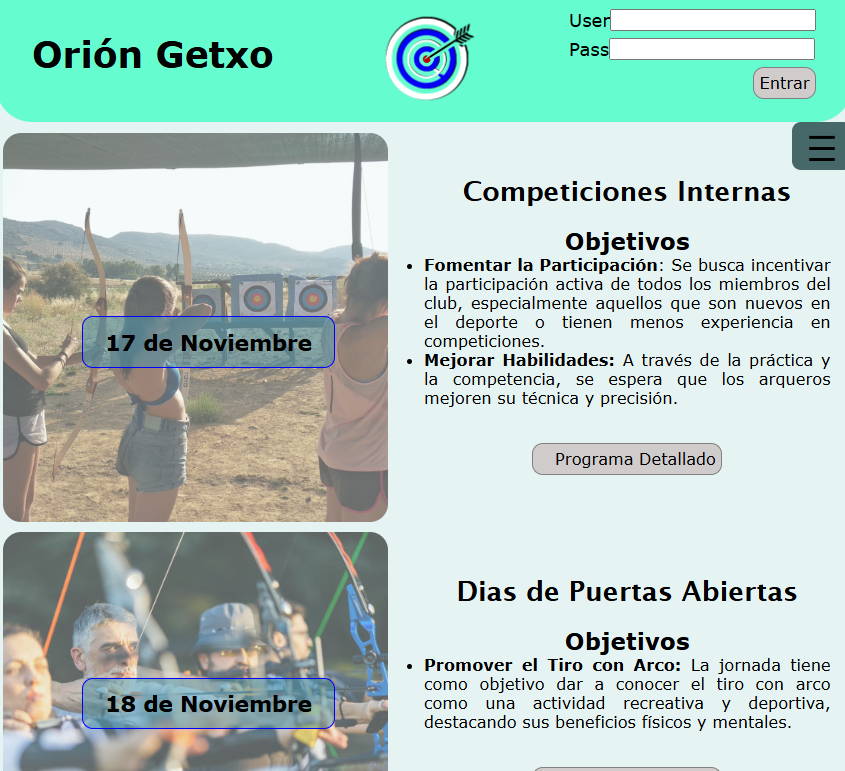 Orión Getxo
User
Pass
Entrar
17 de Noviembre
Competiciones Internas
Objetivos
• Fomentar la Participación: Se busca incentivar
la participación activa de todos los miembros del
club, especialmente aquellos que son nuevos en
el deporte o tienen menos experiencia en
competiciones.
• Mejorar Habilidades: A través de la práctica y
la competencia, se espera que los arqueros
mejoren su técnica y precisión.
Programa Detallado
18 de Noviembre
Dias de Puertas Abiertas
Objetivos
• Promover el Tiro con Arco: La jornada tiene
como objetivo dar a conocer el tiro con arco
como una actividad recreativa y deportiva,
destacando sus beneficios físicos y mentales.